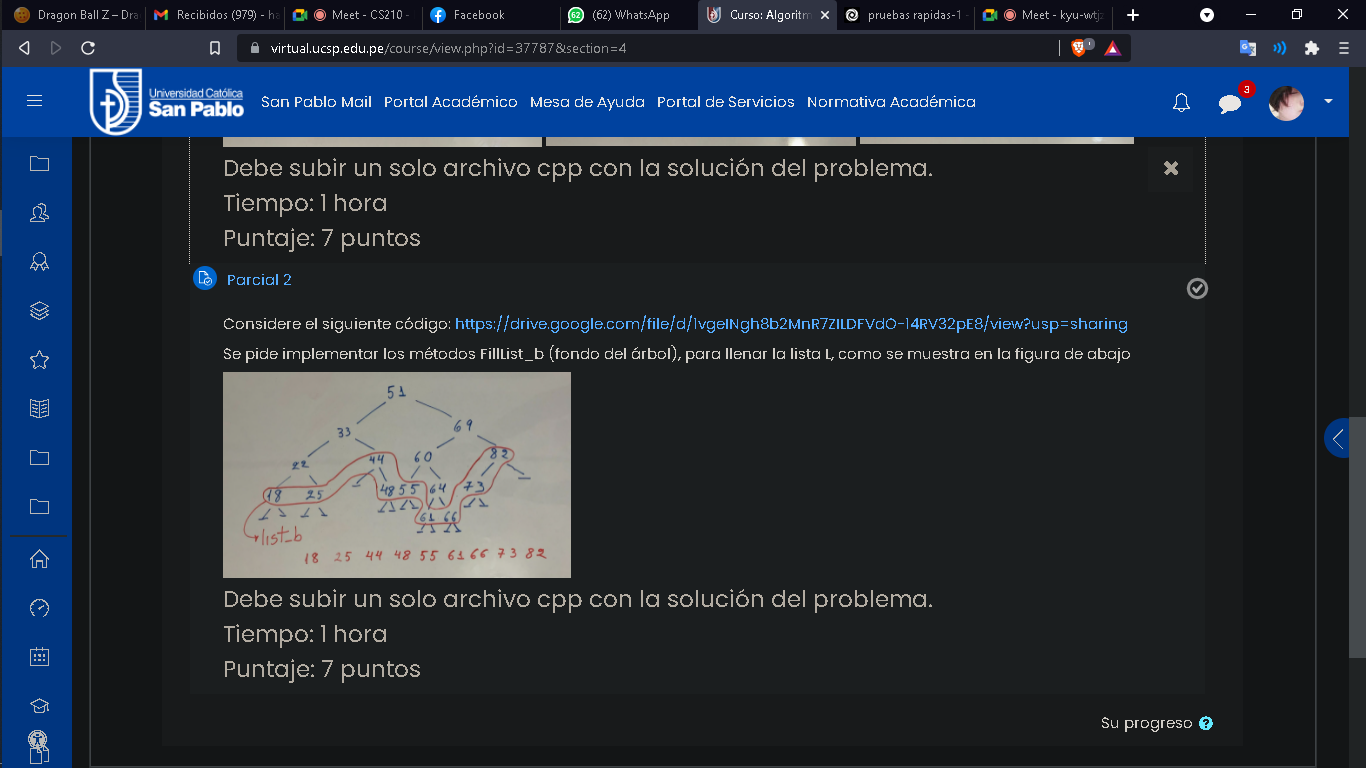 Dragon Ball Z – Dra
Recibidos (979) - ha
Meet - CS210 -
Facebook
(62) WhatsApp
Curso: Algoritm
pruebas rapidas-1 -
Meet - kyu-wtjz
virtual.ucsp.edu.pe/course/view.php?id=37787&section=4
Universidad Católica
San Pablo
San Pablo Mail Portal Académico Mesa de Ayuda Portal de Servicios Normativa Académica
3
Debe subir un solo archivo cpp con la solución del problema.
Tiempo: 1 hora
Puntaje: 7 puntos
Parcial 2
Considere el siguiente código: https://drive.google.com/file/d/1vgeINgh8b2MnR7ZILDFVdO-14RV32pE8/view?usp=sharing
Se pide implementar los métodos FillList_b (fondo del árbol), para llenar la lista L, como se muestra en la figura de abajo
51
33 69
22 44 60 82
18 25 48 55 64 73
61 66
list_b
18 25 44 48 55 61 66 73 82
Debe subir un solo archivo cpp con la solución del problema.
Tiempo: 1 hora
Puntaje: 7 puntos
Su progreso